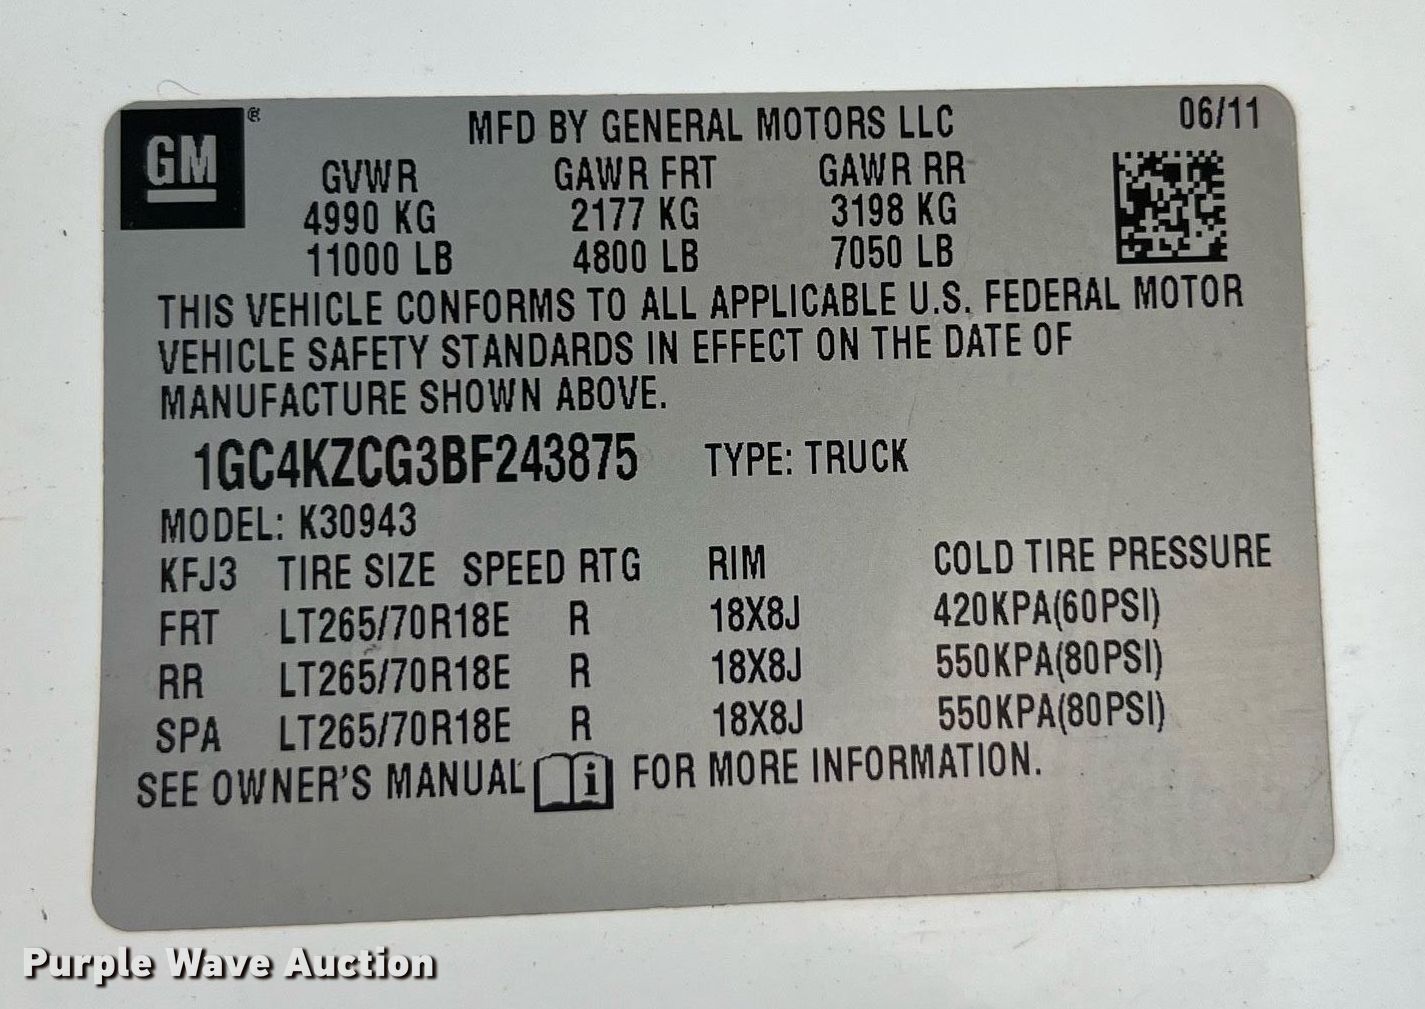 GM ®
MFD BY GENERAL MOTORS LLC 06/11
GVWR GAWR FRT GAWR RR
4990 KG 2177 KG 3198 KG
11000 LB 4800 LB 7050 LB
THIS VEHICLE CONFORMS TO ALL APPLICABLE U.S. FEDERAL MOTOR
VEHICLE SAFETY STANDARDS IN EFFECT ON THE DATE OF
MANUFACTURE SHOWN ABOVE.
1GC4KZCG3BF243875 TYPE: TRUCK
MODEL: K30943
KFJ3 TIRE SIZE SPEED RTG RIM COLD TIRE PRESSURE
FRT LT265/70R18E R 18X8J 420KPA(60PSI)
RR LT265/70R18E R 18X8J 550KPA(80PSI)
SPA LT265/70R18E R 18X8J 550KPA(80PSI)
SEE OWNER'S MANUAL i FOR MORE INFORMATION.
Purple Wave Auction